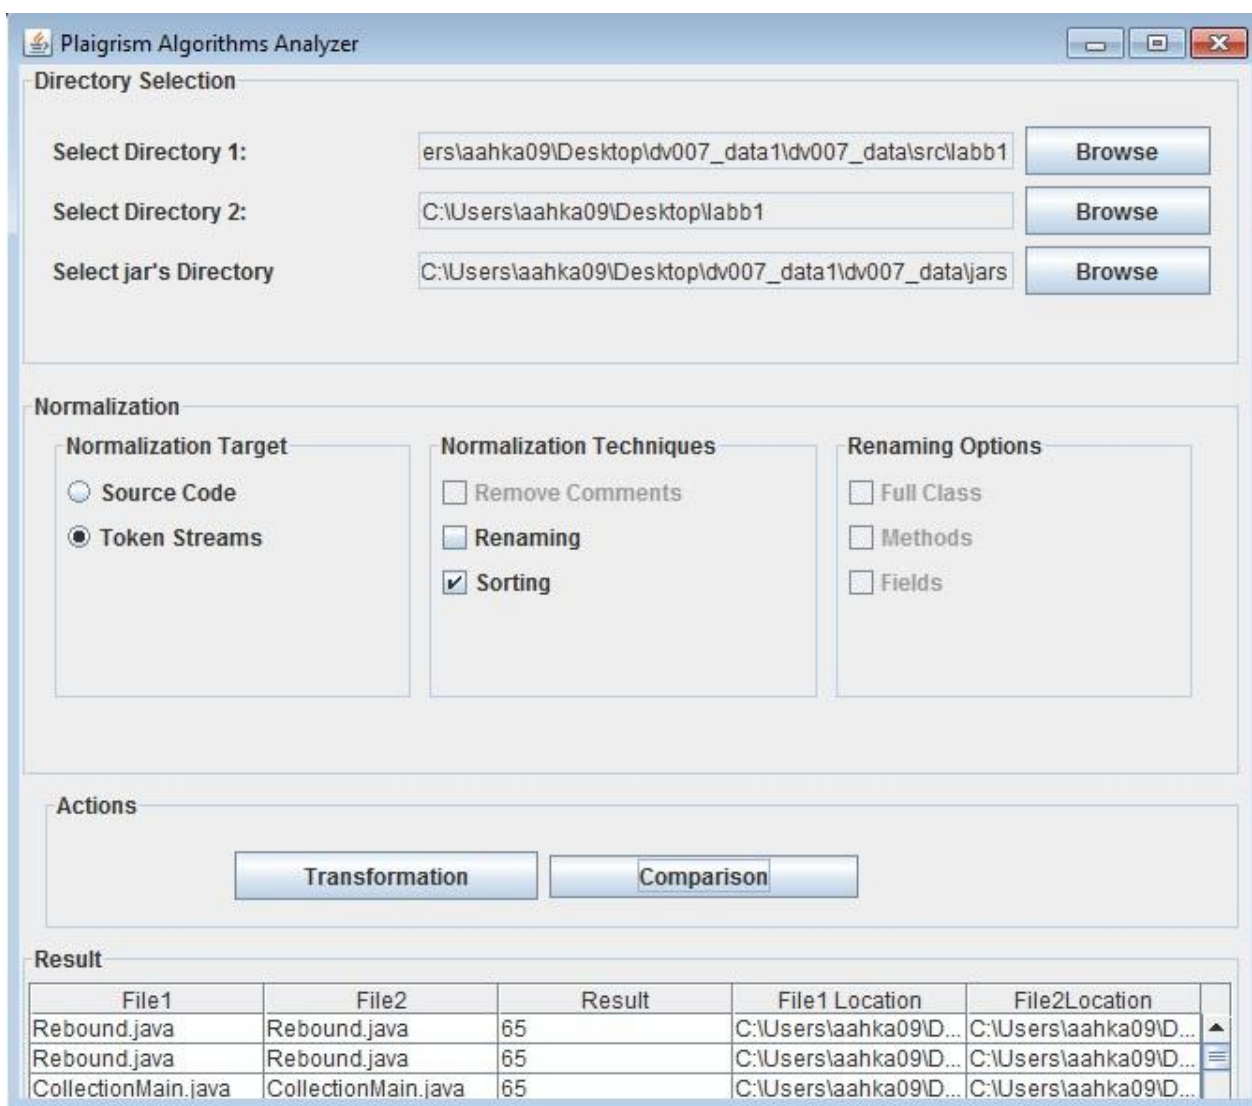 Plaigrism Algorithms Analyzer
Directory Selection
Select Directory 1: ers\aahka09\Desktop\dv007_data1\dv007_data\src\labb1 Browse
Select Directory 2: C:\Users\aahka09\Desktop\labb1 Browse
Select jar's Directory C:\Users\aahka09\Desktop\dv007_data1\dv007_data\jars Browse
Normalization
Normalization Target Normalization Techniques Renaming Options
Source Code Remove Comments Full Class
Token Streams Renaming Methods
Sorting Fields
Actions
Transformation Comparison
Result
File1 File2 Result File1 Location File2Location
Rebound.java Rebound.java 65 C:\Users\aahka09\D... C:\Users\aahka09\D...
Rebound.java Rebound.java 65 C:\Users\aahka09\D... C:\Users\aahka09\D...
CollectionMain.java CollectionMain.java 65 C:\Users\aahka09\D... C:\Users\aahka09\D...